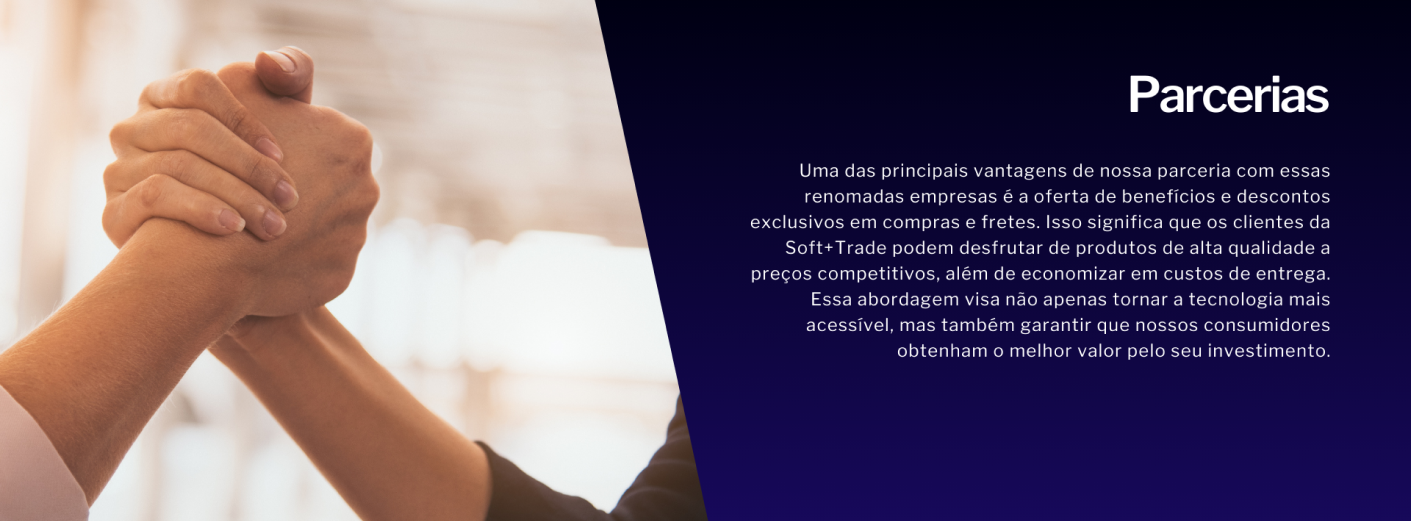 Parcerias
Uma das principais vantagens de nossa parceria com essas
renomadas empresas é a oferta de benefícios e descontos
exclusivos em compras e fretes. Isso significa que os clientes da
Soft+Trade podem desfrutar de produtos de alta qualidade a
preços competitivos, além de economizar em custos de entrega.
Essa abordagem visa não apenas tornar a tecnologia mais
acessível, mas também garantir que nossos consumidores
obtenham o melhor valor pelo seu investimento.